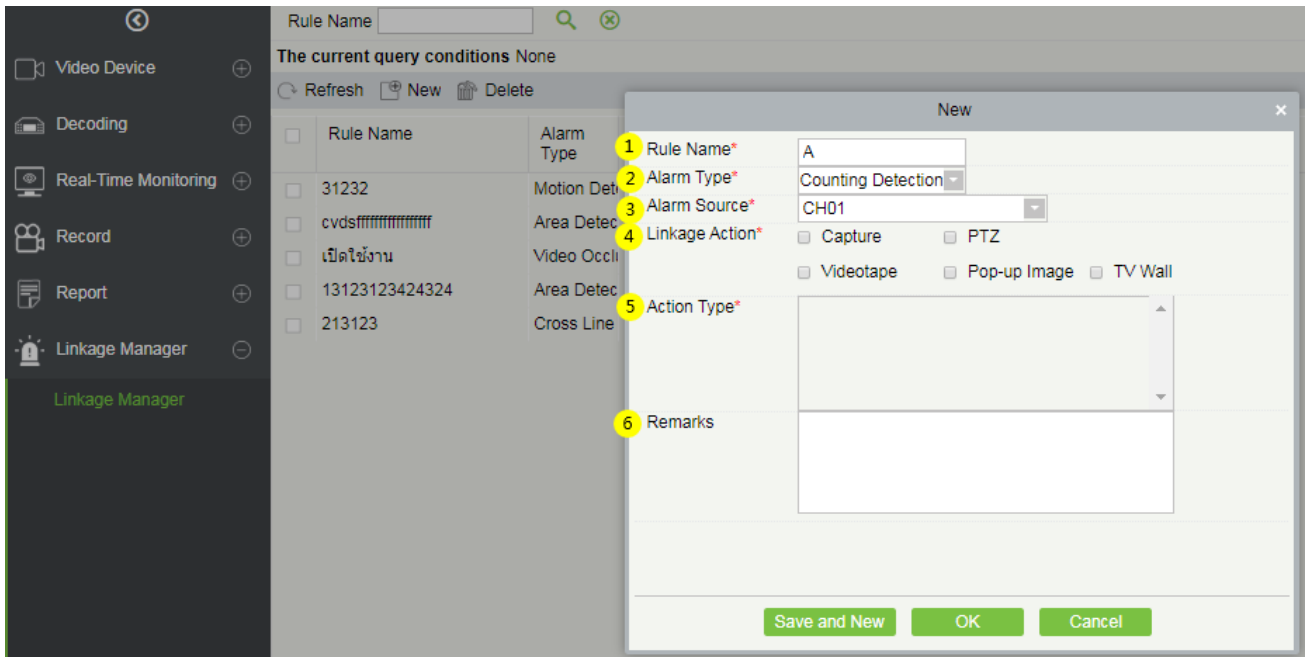 Rule Name
The current query conditions None
Refresh New Delete
Rule Name Alarm Type
31232 Motion Det
cvdsfffffffffffffffff Area Detec
เปิดใช้งาน Video Occl
13123123424324 Area Detec
213123 Cross Line
Video Device
Decoding
Real-Time Monitoring
Record
Report
Linkage Manager
Linkage Manager
New
1 Rule Name* A
2 Alarm Type* Counting Detection
3 Alarm Source* CH01
4 Linkage Action* Capture PTZ
Videotape Pop-up Image TV Wall
5 Action Type*
6 Remarks
Save and New OK Cancel